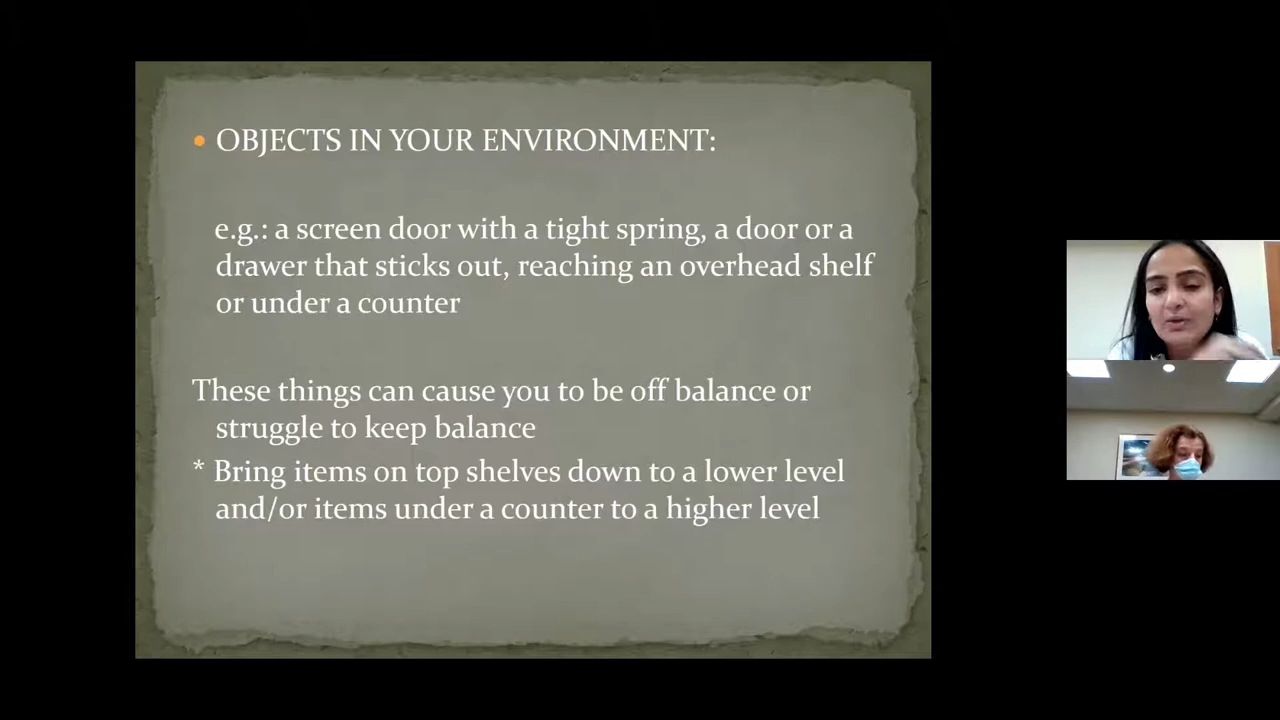 • OBJECTS IN YOUR ENVIRONMENT:
e.g.: a screen door with a tight spring, a door or a
drawer that sticks out, reaching an overhead shelf
or under a counter
These things can cause you to be off balance or
struggle to keep balance
* Bring items on top shelves down to a lower level
and/or items under a counter to a higher level